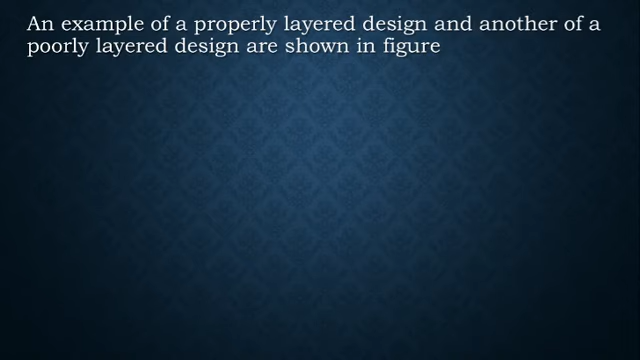 An example of a properly layered design and another of a
poorly layered design are shown in figure